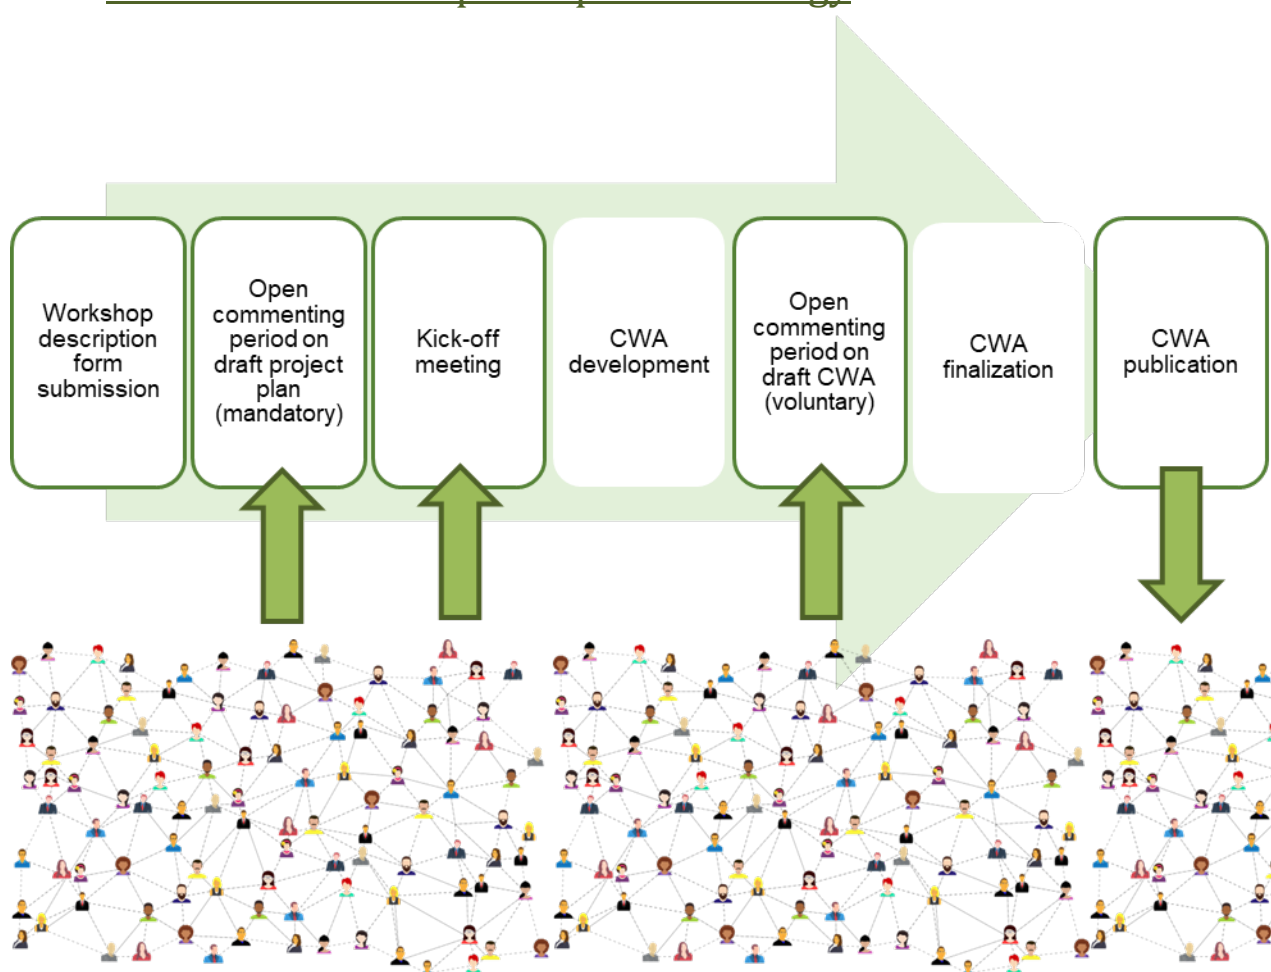 Workshop
description
form
submission
Open
commenting
period on
draft project
plan
(mandatory)
Kick-off
meeting
CWA
development
Open
commenting
period on
draft CWA
(voluntary)
CWA
finalization
CWA
publication